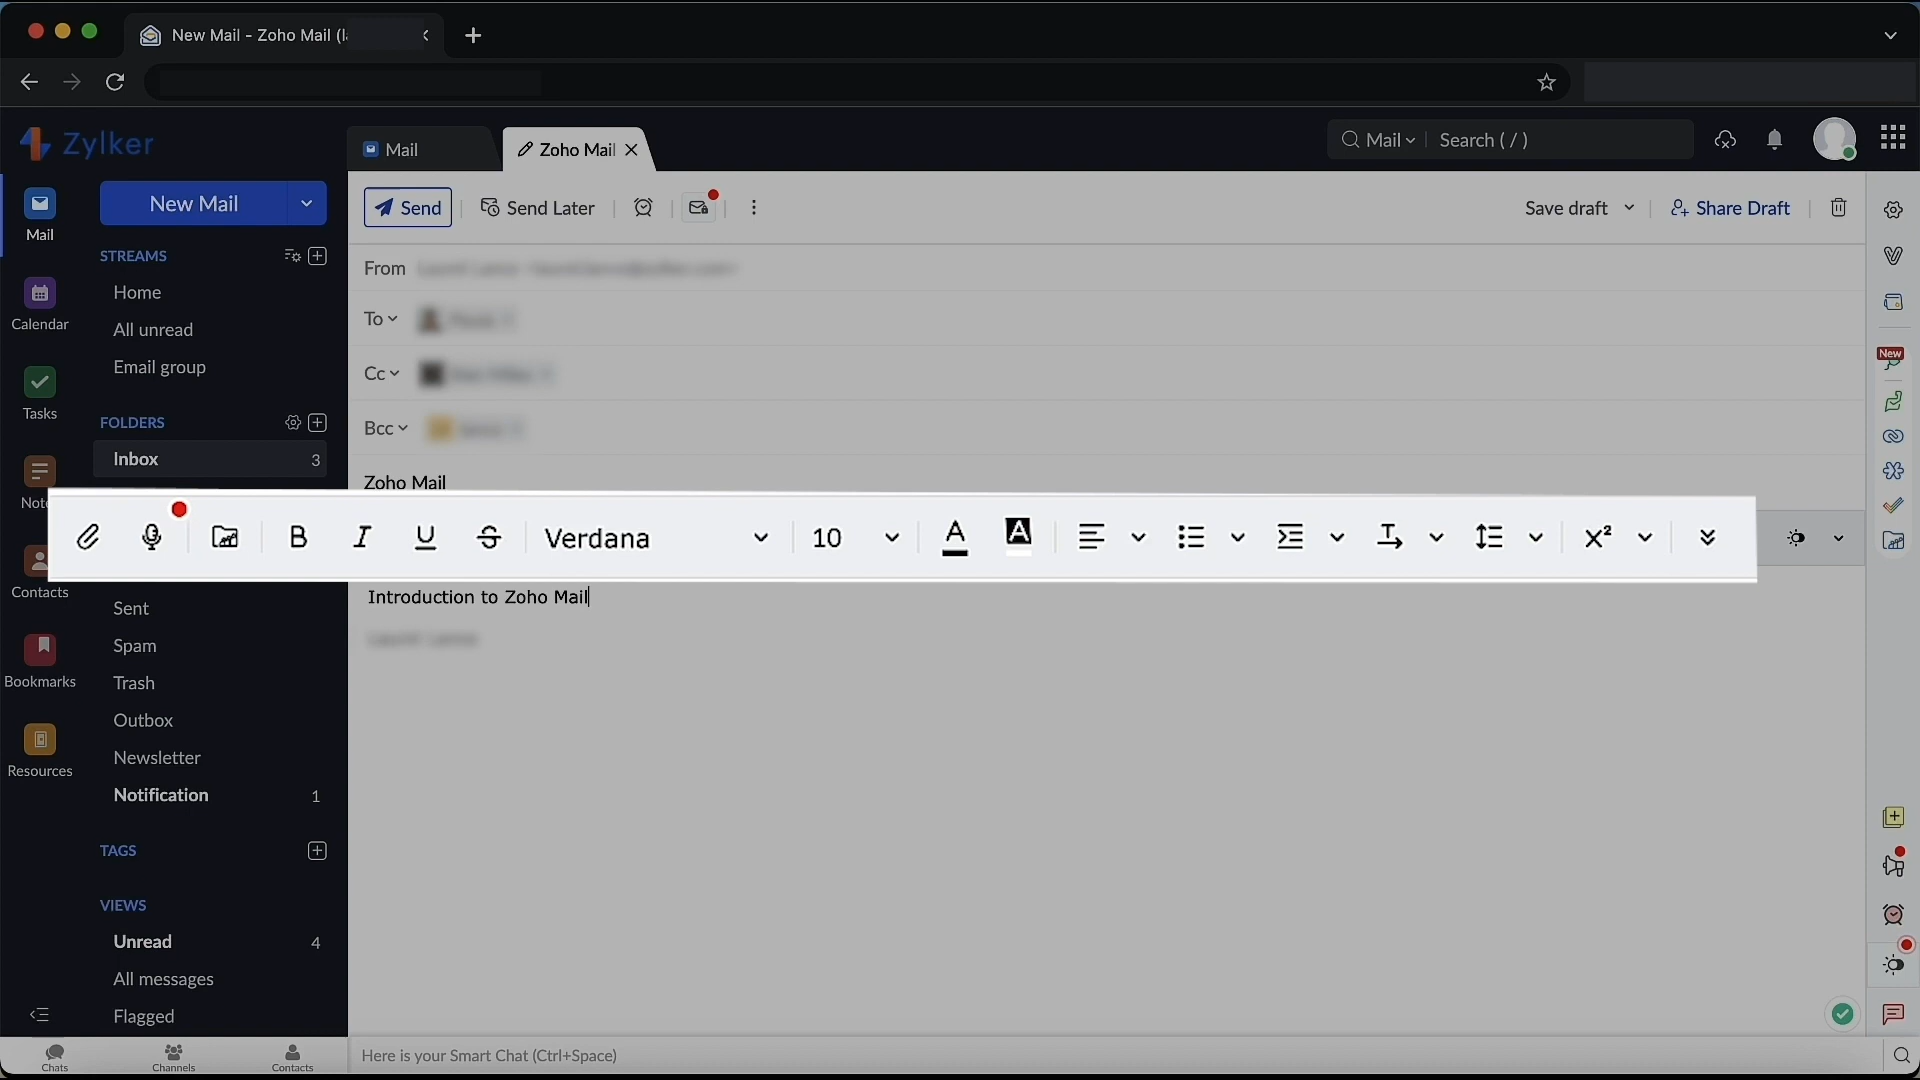 New Mail - Zoho Mail (l
Zylker
Mail
Zoho Mail
Mail
Search ( / )
Mail
Calendar
Tasks
Contacts
Bookmarks
Resources
New Mail
STREAMS
Home
All unread
Email group
FOLDERS
Inbox 3
Sent
Spam
Trash
Outbox
Newsletter
Notification 1
TAGS
VIEWS
Unread 4
All messages
Flagged
Send
Send Later
Save draft
Share Draft
From
To
Cc
Bcc
Zoho Mail
B I U S Verdana 10 A A X²
Introduction to Zoho Mail
New
Chats
Channels
Contacts
Here is your Smart Chat (Ctrl+Space)